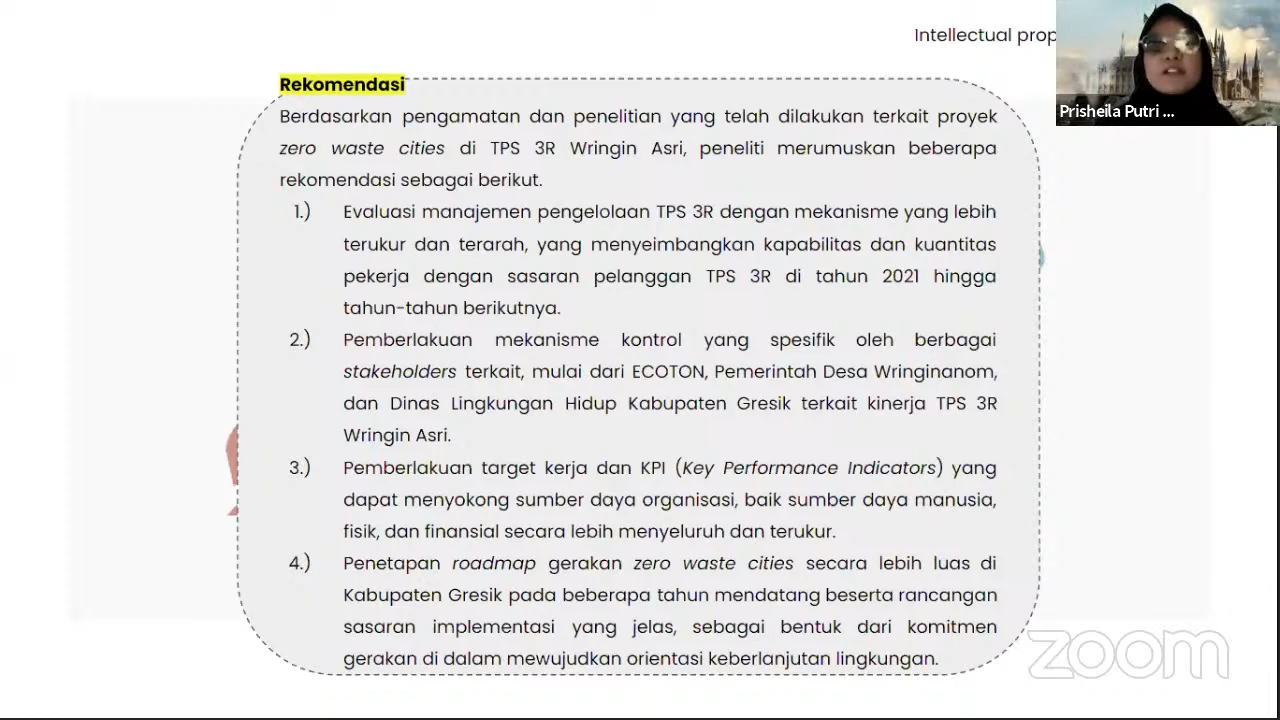 Intellectual prop
Prisheila Putri ...
Rekomendasi
Berdasarkan pengamatan dan penelitian yang telah dilakukan terkait proyek
zero waste cities di TPS 3R Wringin Asri, peneliti merumuskan beberapa
rekomendasi sebagai berikut.
1.) Evaluasi manajemen pengelolaan TPS 3R dengan mekanisme yang lebih
terukur dan terarah, yang menyeimbangkan kapabilitas dan kuantitas
pekerja dengan sasaran pelanggan TPS 3R di tahun 2021 hingga
tahun-tahun berikutnya.
2.) Pemberlakuan mekanisme kontrol yang spesifik oleh berbagai
stakeholders terkait, mulai dari ECOTON, Pemerintah Desa Wringinanom,
dan Dinas Lingkungan Hidup Kabupaten Gresik terkait kinerja TPS 3R
Wringin Asri.
3.) Pemberlakuan target kerja dan KPI (Key Performance Indicators) yang
dapat menyokong sumber daya organisasi, baik sumber daya manusia,
fisik, dan finansial secara lebih menyeluruh dan terukur.
4.) Penetapan roadmap gerakan zero waste cities secara lebih luas di
Kabupaten Gresik pada beberapa tahun mendatang beserta rancangan
sasaran implementasi yang jelas, sebagai bentuk dari komitmen
gerakan di dalam mewujudkan orientasi keberlanjutan lingkungan.
zoom